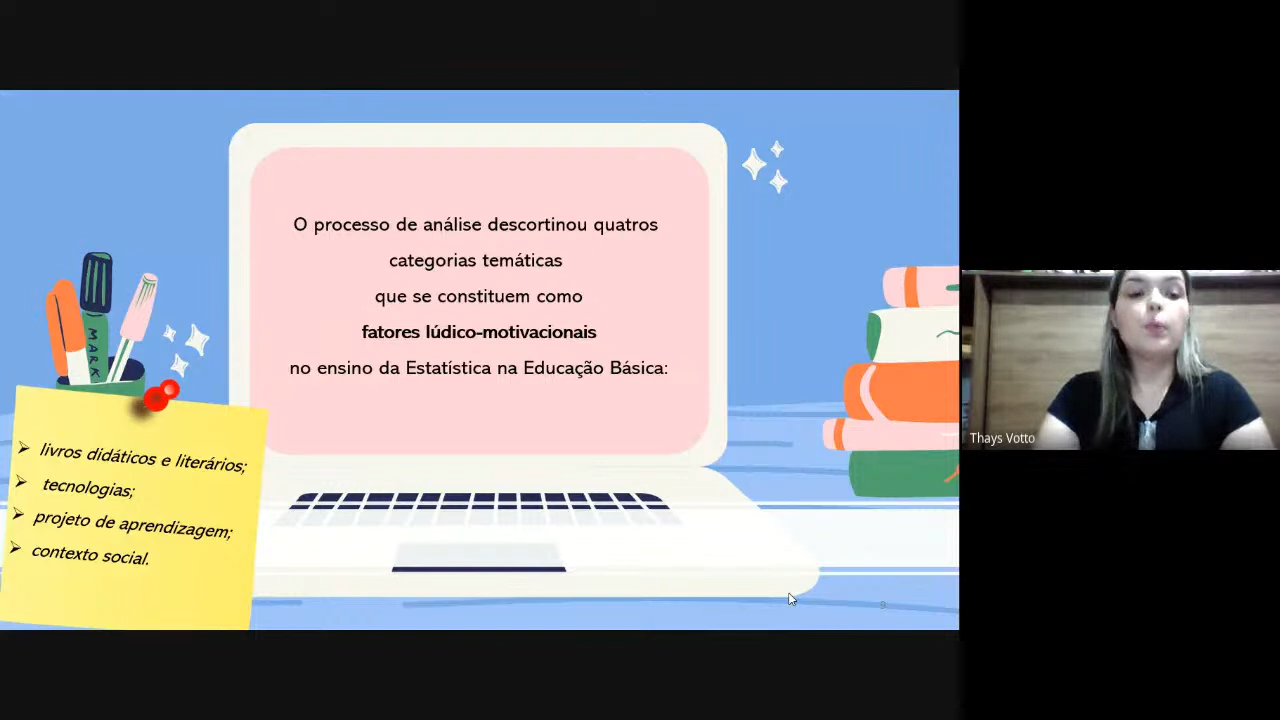 O processo de análise descortinou quatros
categorias temáticas
que se constituem como
fatores lúdico-motivacionais
no ensino da Estatística na Educação Básica:
MARK
livros didáticos e literários;
tecnologias;
projeto de aprendizagem;
contexto social.
9
Thays Votto